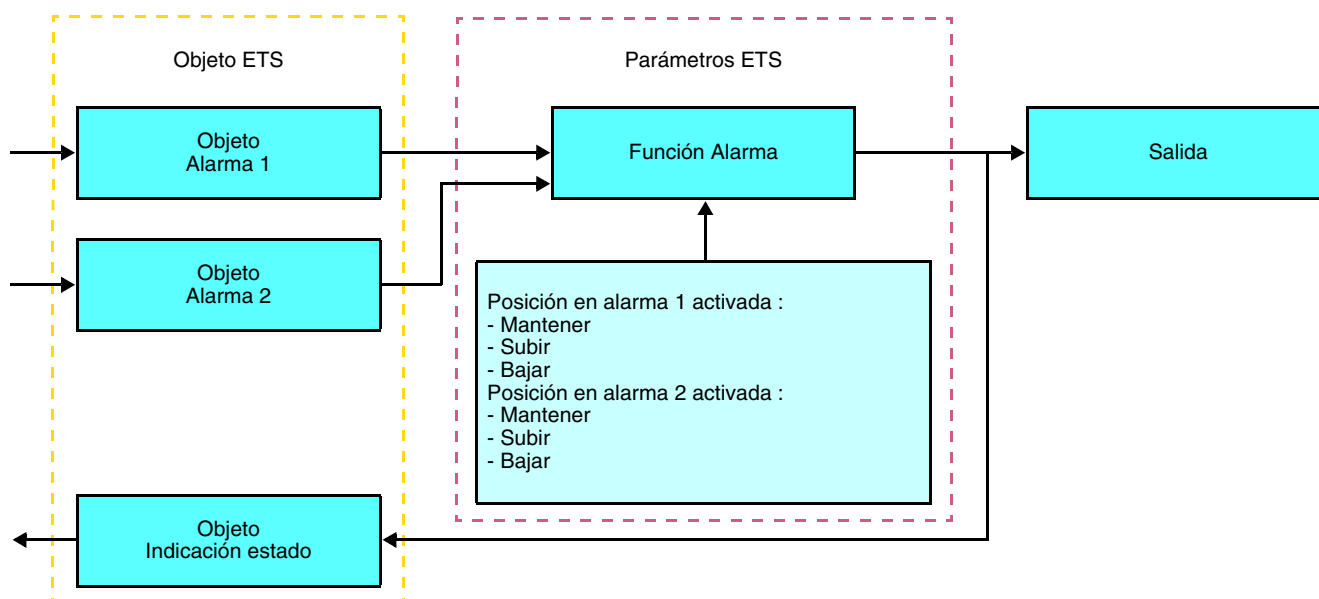 Objeto ETS
Parámetros ETS
Objeto
Alarma 1
Función Alarma
Salida
Objeto
Alarma 2
Posición en alarma 1 activada :
- Mantener
- Subir
- Bajar
Posición en alarma 2 activada :
- Mantener
- Subir
- Bajar
Objeto
Indicación estado